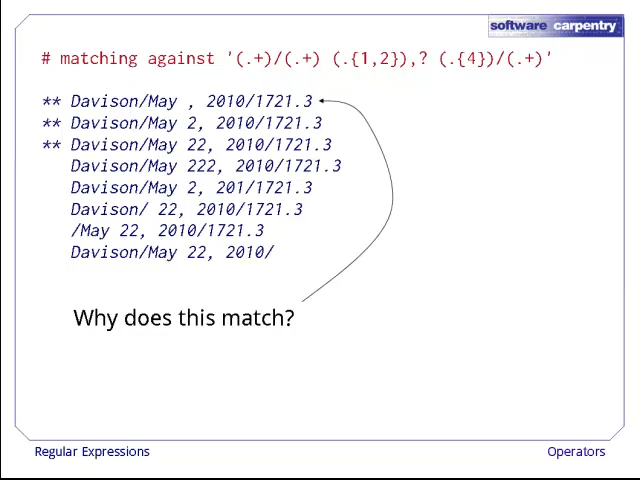 software carpentry
# matching against '(.+)/(.+) (.{1,2}),? (.{4})/(.+)'
** Davison/May , 2010/1721.3
** Davison/May 2, 2010/1721.3
** Davison/May 22, 2010/1721.3
Davison/May 222, 2010/1721.3
Davison/May 2, 201/1721.3
Davison/ 22, 2010/1721.3
/May 22, 2010/1721.3
Davison/May 22, 2010/
Why does this match?
Regular Expressions
Operators